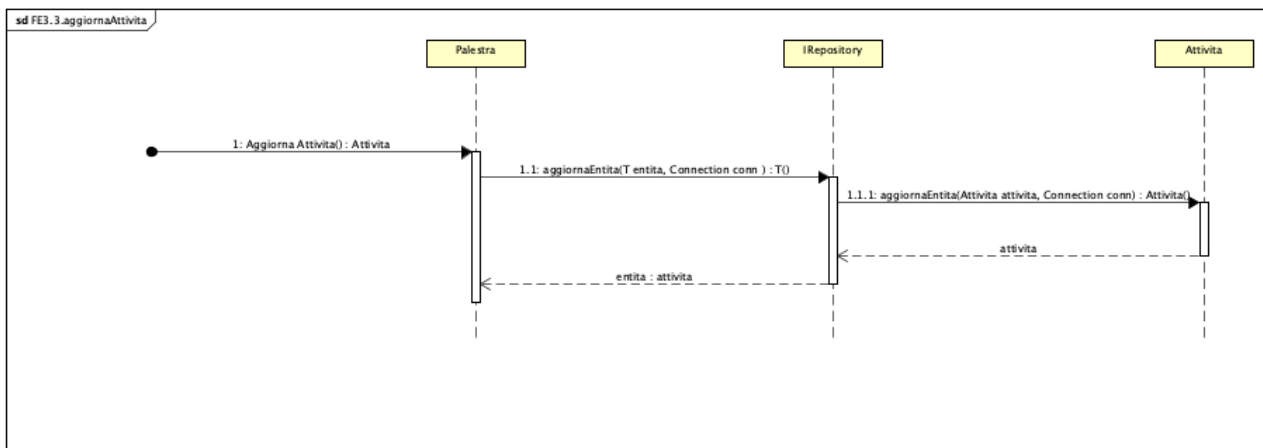 sd FE3.3.aggiornaAttivita
Palestra
IRepository
Attivita
1: Aggiorna Attivita() : Attivita
1.1: aggiornaEntita(T entita, Connection conn ) : T()
1.1.1: aggiornaEntita(Attivita attivita, Connection conn) : Attivita()
attivita
entita : attivita